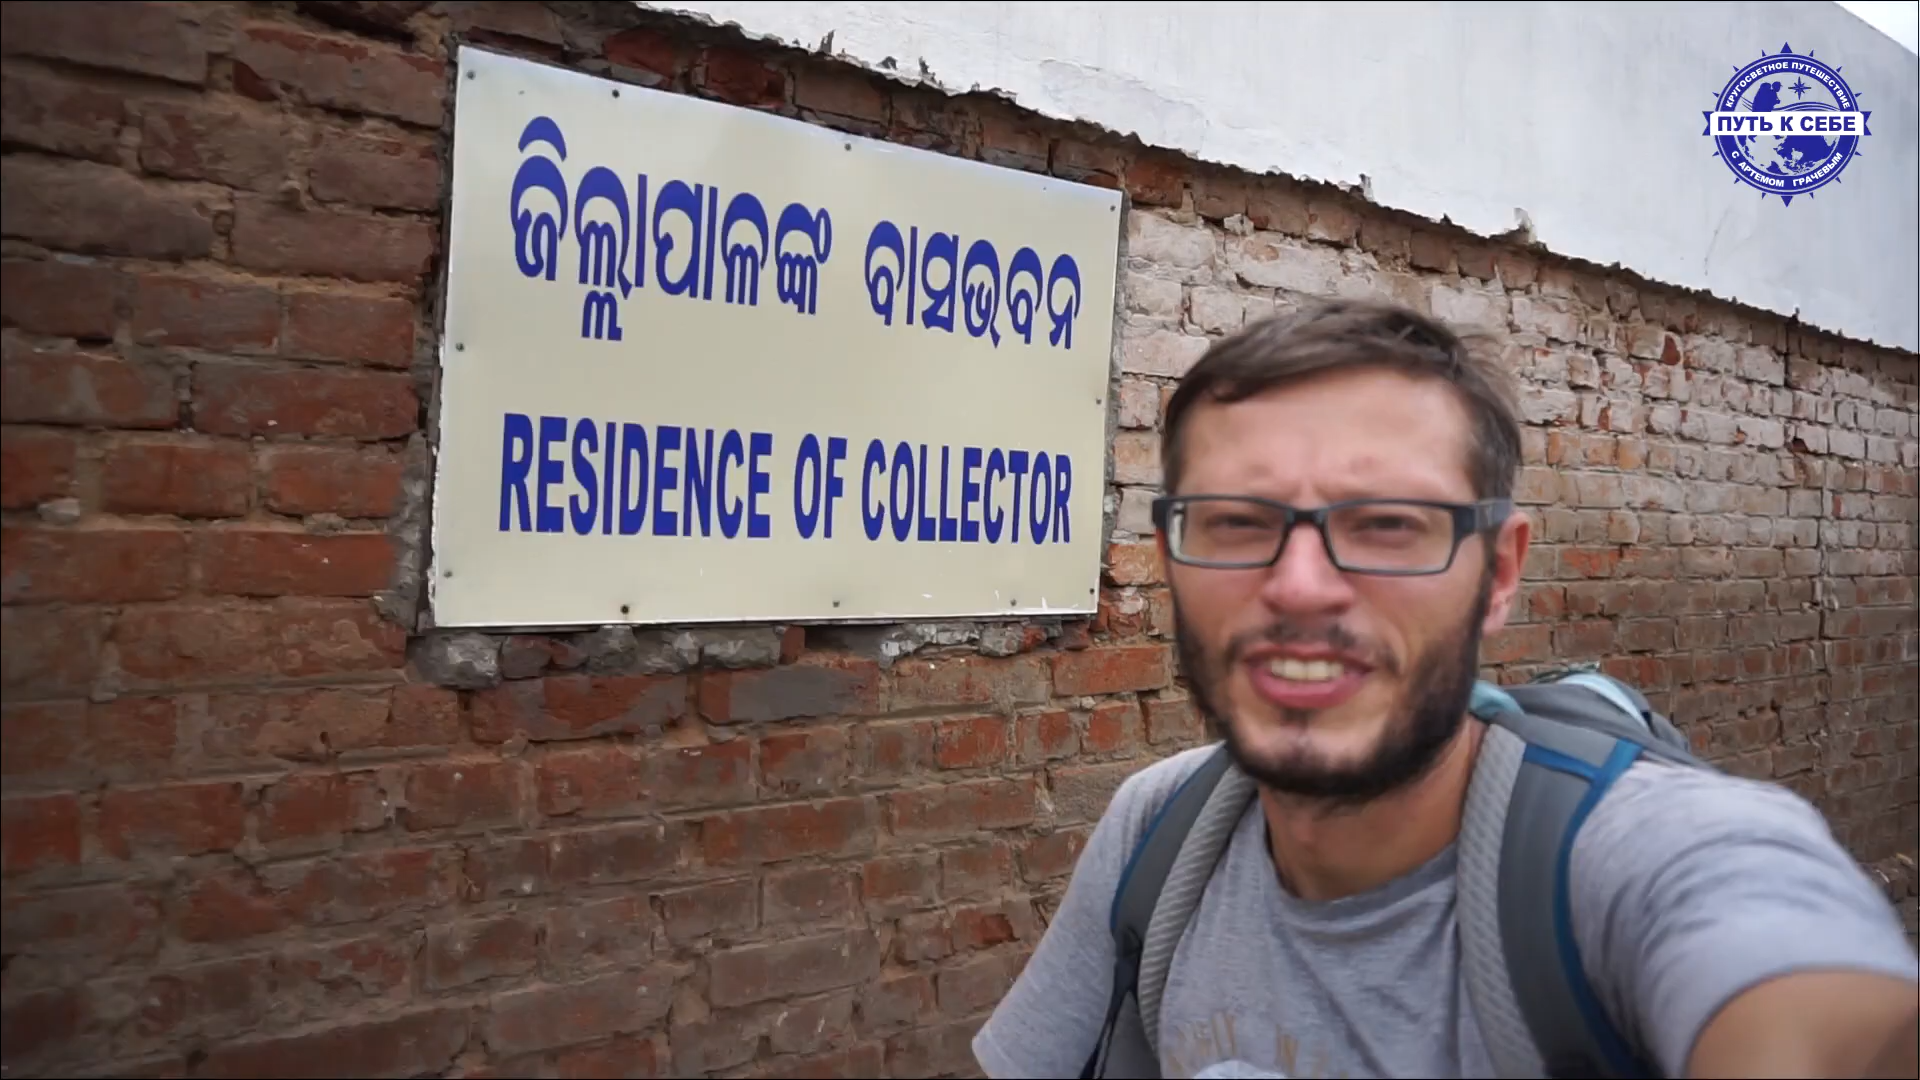 ଜିଲ୍ଲାପାଳଙ୍କ ବାସଭବନ
RESIDENCE OF COLLECTOR
КРУГОСВЕТНОЕ ПУТЕШЕСТВИЕ
ПУТЬ К СЕБЕ
С АРТЕМОМ ГРАЧЕВЫМ